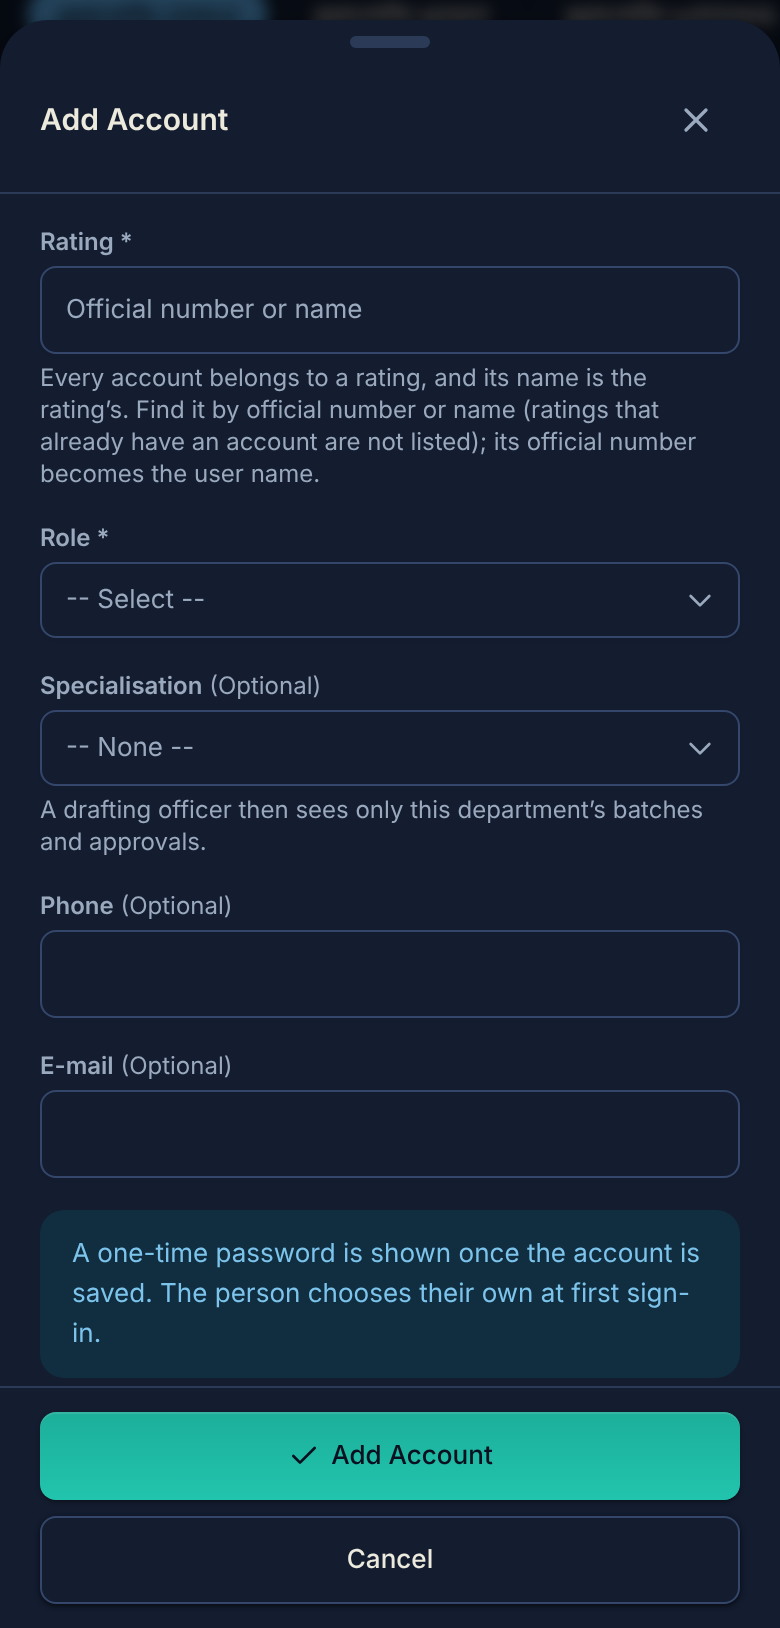 Add Account
Rating *
Official number or name
Every account belongs to a rating, and its name is the
rating’s. Find it by official number or name (ratings that
already have an account are not listed); its official number
becomes the user name.
Role *
-- Select --
Specialisation (Optional)
-- None --
A drafting officer then sees only this department’s batches
and approvals.
Phone (Optional)
E-mail (Optional)
A one-time password is shown once the account is
saved. The person chooses their own at first sign-
in.
Add Account
Cancel